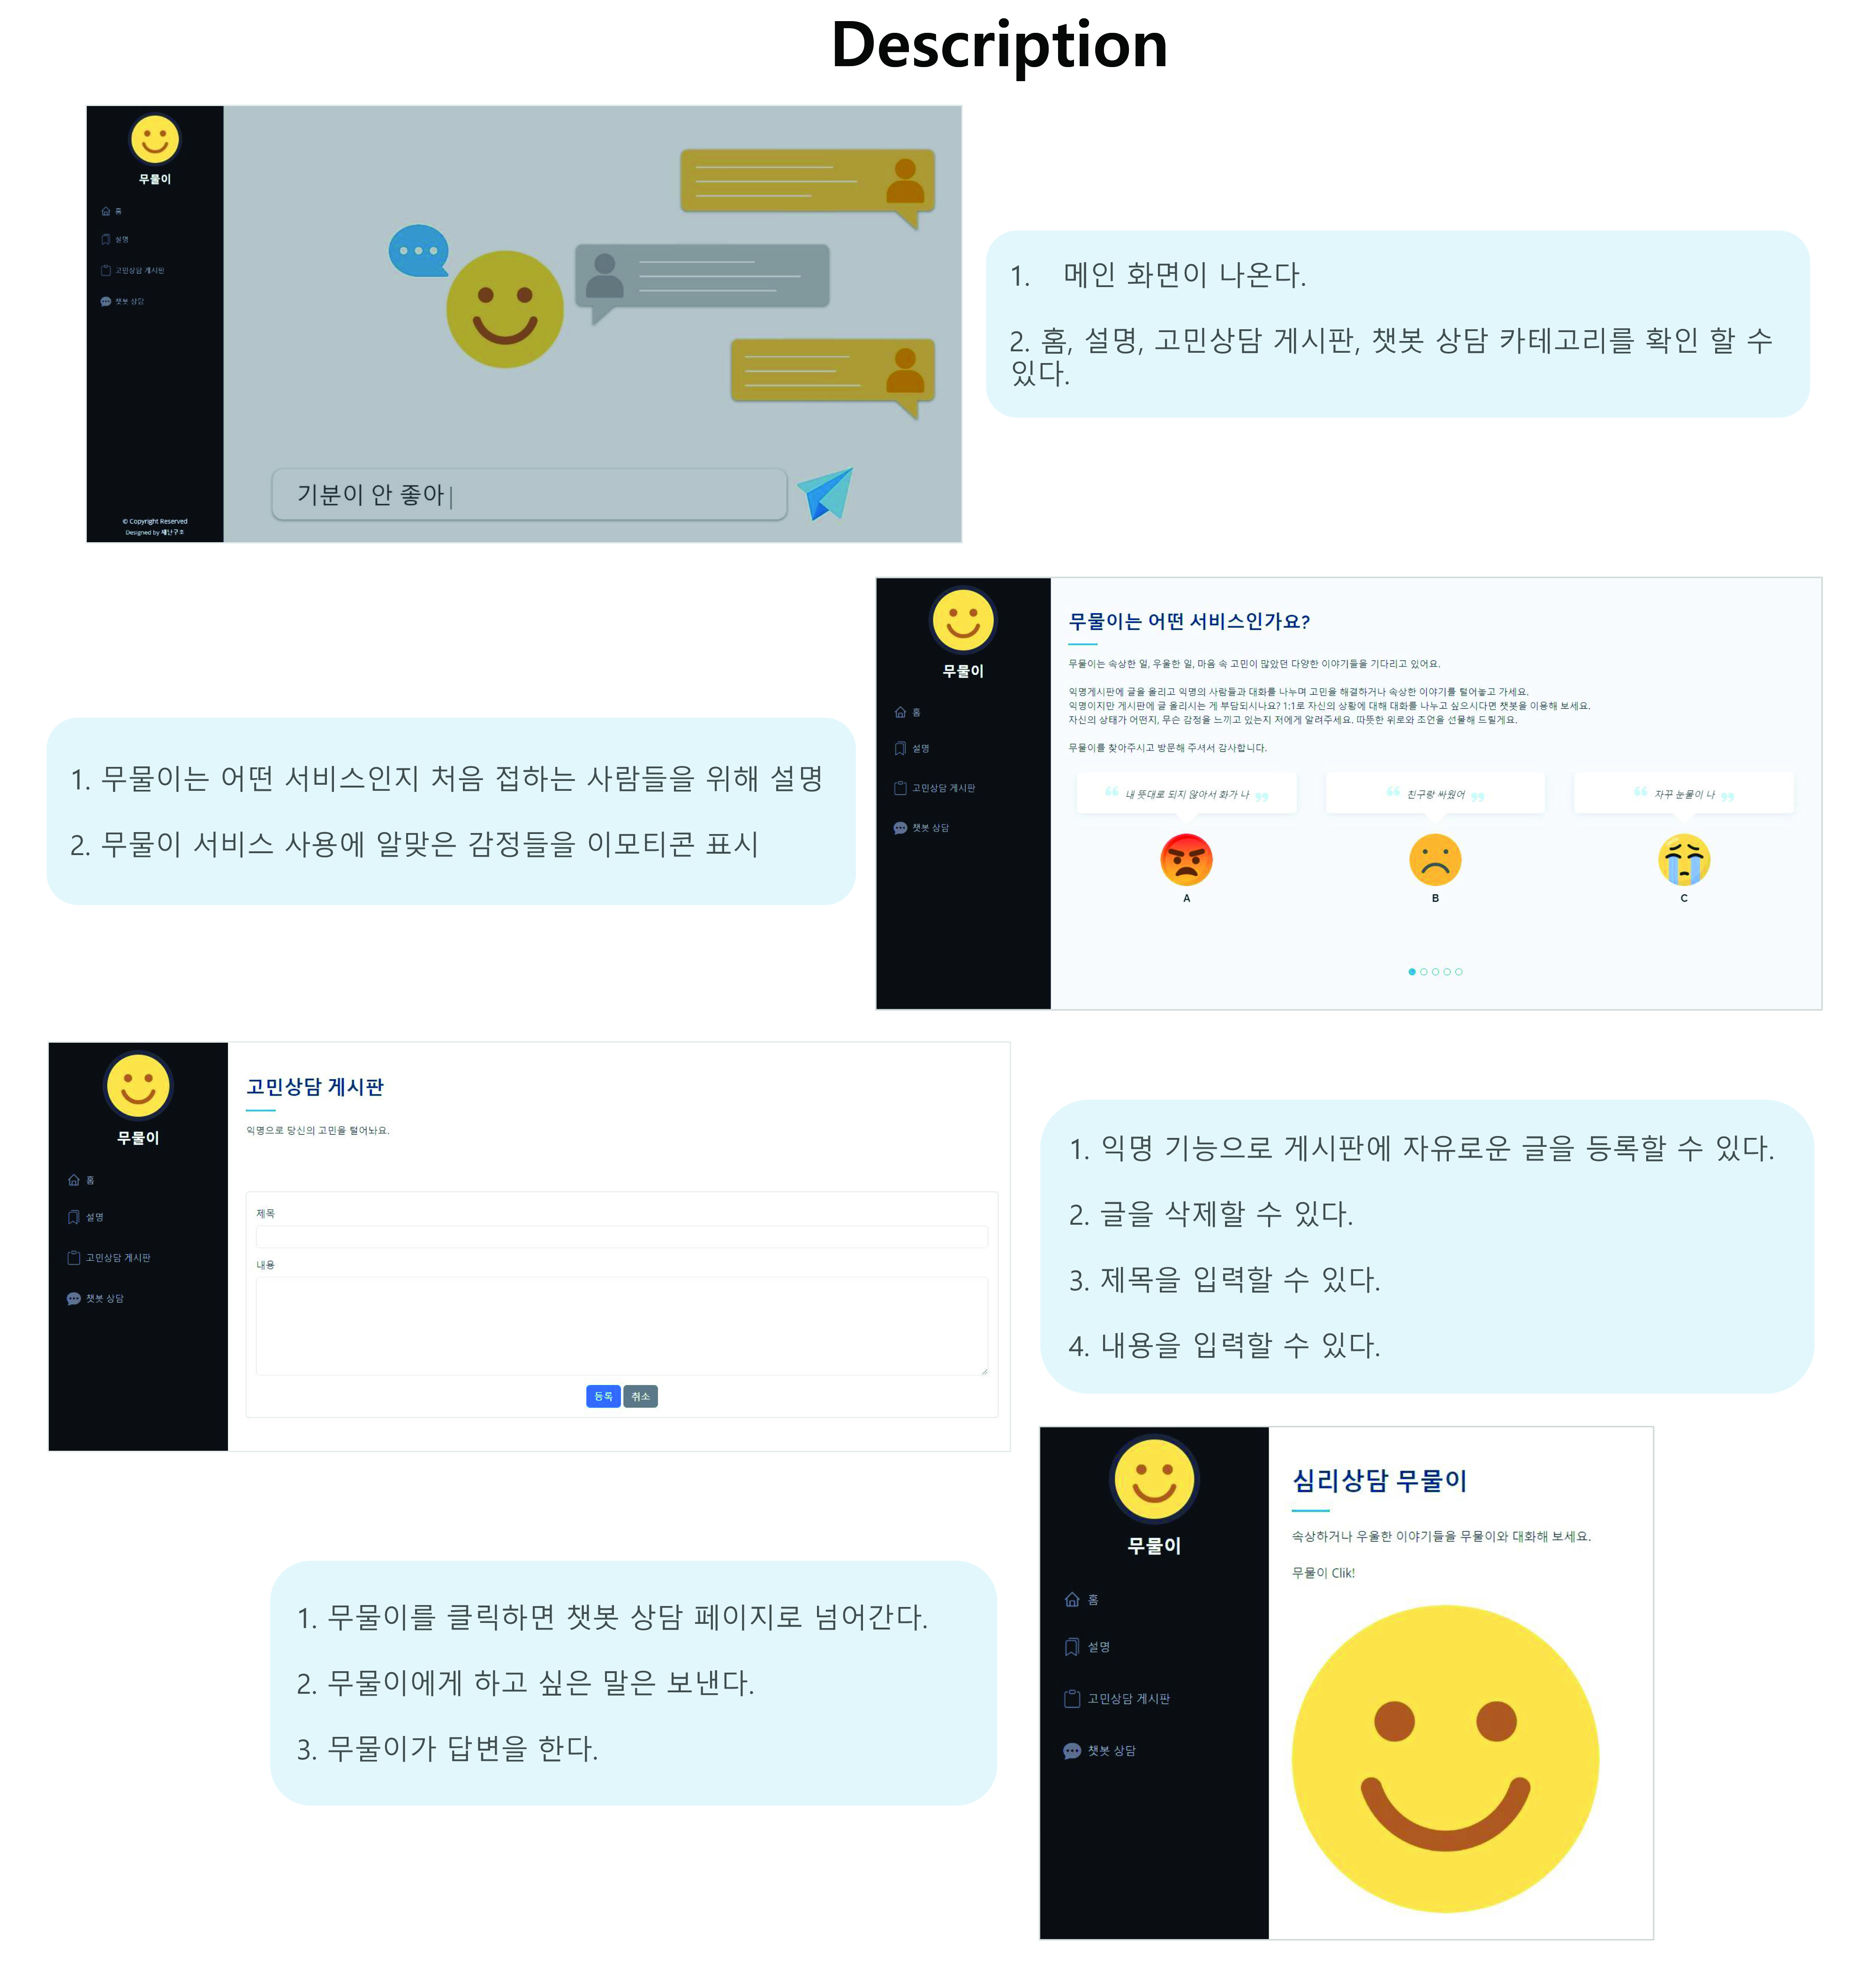 Description
무물이
홈
설명
고민상담 게시판
챗봇 상담
기분이 안 좋아|
© Copyright Reserved
Designed by 재난구조
1. 메인 화면이 나온다.
2. 홈, 설명, 고민상담 게시판, 챗봇 상담 카테고리를 확인 할 수
있다.
1. 무물이는 어떤 서비스인지 처음 접하는 사람들을 위해 설명
2. 무물이 서비스 사용에 알맞은 감정들을 이모티콘 표시
무물이
홈
설명
고민상담 게시판
챗봇 상담
무물이는 어떤 서비스인가요?
무물이는 속상한 일, 우울한 일, 마음 속 고민이 많았던 다양한 이야기들을 기다리고 있어요.
익명게시판에 글을 올리고 익명의 사람들과 대화를 나누며 고민을 해결하거나 속상한 이야기를 털어놓고 가세요.
익명이지만 게시판에 글 올리시는 게 부담되시나요? 1:1로 자신의 상황에 대해 대화를 나누고 싶으시다면 챗봇을 이용해 보세요.
자신의 상태가 어떤지, 무슨 감정을 느끼고 있는지 저에게 알려주세요. 따뜻한 위로와 조언을 선물해 드릴게요.
무물이를 찾아주시고 방문해 주셔서 감사합니다.
“ 내 뜻대로 되지 않아서 화가 나 ”
“ 친구랑 싸웠어 ”
“ 자꾸 눈물이 나 ”
A
B
C
무물이
홈
설명
고민상담 게시판
챗봇 상담
고민상담 게시판
익명으로 당신의 고민을 털어놔요.
제목
내용
등록 취소
1. 익명 기능으로 게시판에 자유로운 글을 등록할 수 있다.
2. 글을 삭제할 수 있다.
3. 제목을 입력할 수 있다.
4. 내용을 입력할 수 있다.
1. 무물이를 클릭하면 챗봇 상담 페이지로 넘어간다.
2. 무물이에게 하고 싶은 말은 보낸다.
3. 무물이가 답변을 한다.
무물이
홈
설명
고민상담 게시판
챗봇 상담
심리상담 무물이
속상하거나 우울한 이야기들을 무물이와 대화해 보세요.
무물이 Clik!